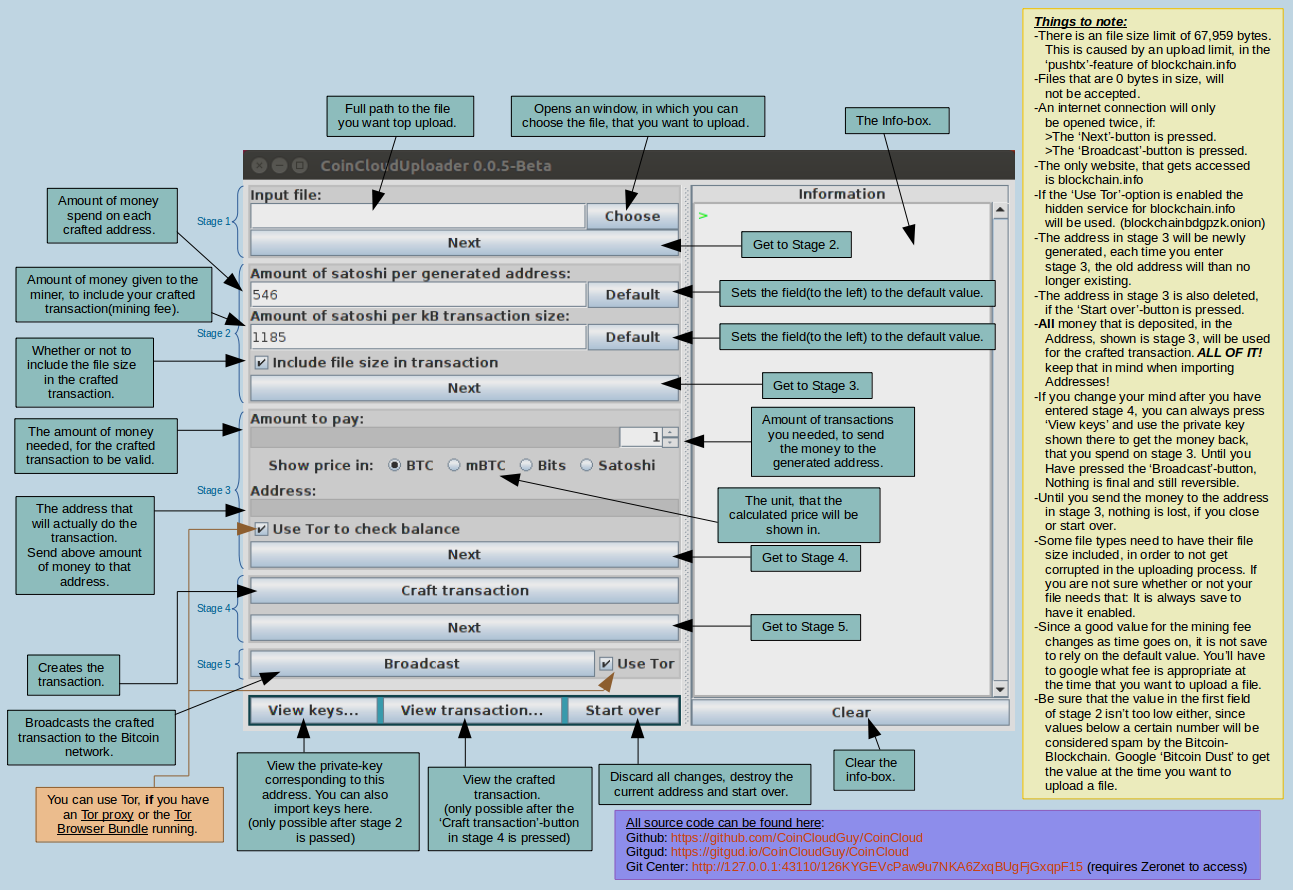 Things to note:
-There is an file size limit of 67,959 bytes.
This is caused by an upload limit, in the
‘pushtx’-feature of blockchain.info
-Files that are 0 bytes in size, will
not be accepted.
-An internet connection will only
be opened twice, if:
>The ‘Next’-button is pressed.
>The ‘Broadcast’-button is pressed.
-The only website, that gets accessed
is blockchain.info
-If the ‘Use Tor’-option is enabled the
hidden service for blockchain.info
will be used. (blockchainbdgpzk.onion)
-The address in stage 3 will be newly
generated, each time you enter
stage 3, the old address will than no
longer existing.
-The address in stage 3 is also deleted,
if the ‘Start over’-button is pressed.
-All money that is deposited, in the
Address, shown is stage 3, will be used
for the crafted transaction. ALL OF IT!
keep that in mind when importing
Addresses!
-If you change your mind after you have
entered stage 4, you can always press
‘View keys’ and use the private key
shown there to get the money back,
that you spend on stage 3. Until you
Have pressed the ‘Broadcast’-button,
Nothing is final and still reversible.
-Until you send the money to the address
in stage 3, nothing is lost, if you close
or start over.
-Some file types need to have their file
size included, in order to not get
corrupted in the uploading process. If
you are not sure whether or not your
file needs that: It is always save to
have it enabled.
-Since a good value for the mining fee
changes as time goes on, it is not save
to rely on the default value. You’ll have
to google what fee is appropriate at
the time that you want to upload a file.
-Be sure that the value in the first field
of stage 2 isn’t too low either, since
values below a certain number will be
considered spam by the Bitcoin-
Blockchain. Google ‘Bitcoin Dust’ to get
the value at the time you want to
upload a file.
Full path to the file
you want top upload.
Opens an window, in which you can
choose the file, that you want to upload.
The Info-box.
CoinCloudUploader 0.0.5-Beta
Amount of money
spend on each
crafted address.
Stage 1
Input file:
Choose
Next
Information
>
Get to Stage 2.
Amount of money given to the
miner, to include your crafted
transaction(mining fee).
Stage 2
Amount of satoshi per generated address:
546
Default
Sets the field(to the left) to the default value.
Amount of satoshi per kB transaction size:
1185
Default
Sets the field(to the left) to the default value.
Whether or not to
include the file size
in the crafted
transaction.
Include file size in transaction
Next
Get to Stage 3.
The amount of money
needed, for the crafted
transaction to be valid.
Stage 3
Amount to pay:
1
Amount of transactions
you needed, to send
the money to the
generated address.
Show price in: BTC mBTC Bits Satoshi
The unit, that the
calculated price will be
shown in.
The address that
will actually do the
transaction.
Send above amount
of money to that
address.
Address:
Use Tor to check balance
Next
Get to Stage 4.
Stage 4
Craft transaction
Next
Get to Stage 5.
Creates the
transaction.
Stage 5
Broadcast
Use Tor
Broadcasts the crafted
transaction to the Bitcoin
network.
View keys...
View transaction...
Start over
Clear
You can use Tor, if you have
an Tor proxy or the Tor
Browser Bundle running.
View the private-key
corresponding to this
address. You can also
import keys here.
(only possible after stage 2
is passed)
View the crafted
transaction.
(only possible after the
‘Craft transaction’-button
in stage 4 is pressed)
Discard all changes, destroy the
current address and start over.
Clear the
info-box.
All source code can be found here:
Github: https://github.com/CoinCloudGuy/CoinCloud
Gitgud: https://gitgud.io/CoinCloudGuy/CoinCloud
Git Center: http://127.0.0.1:43110/126KYGEVcPaw9u7NKA6ZxqBUgFjGxqpF15 (requires Zeronet to access)